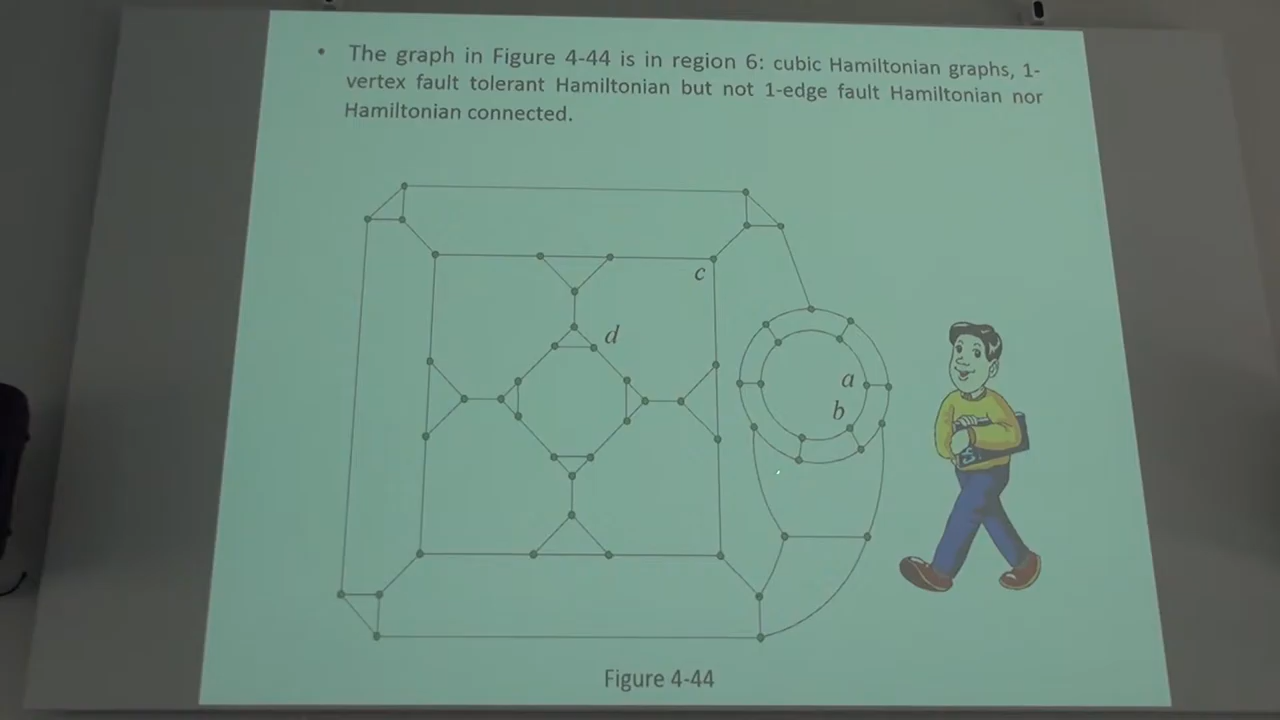 • The graph in Figure 4-44 is in region 6: cubic Hamiltonian graphs, 1-
vertex fault tolerant Hamiltonian but not 1-edge fault Hamiltonian nor
Hamiltonian connected.
c
d
a
b
Figure 4-44